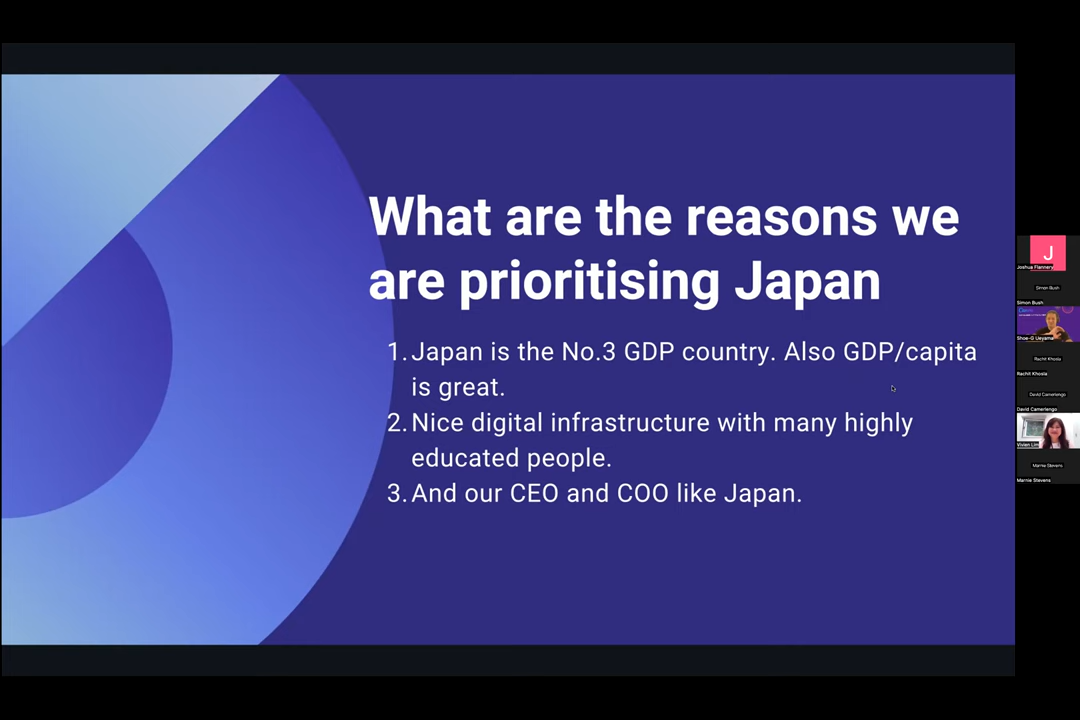 What are the reasons we
are prioritising Japan
1. Japan is the No.3 GDP country. Also GDP/capita
is great.
2. Nice digital infrastructure with many highly
educated people.
3. And our CEO and COO like Japan.
J
Joshua Flannery
Simon Bush
Simon Bush
Shoe-G Ueyama
Rachit Khosla
Rachit Khosla
David Camerlengo
David Camerlengo
Vivian Lim
Marnie Stevens
Marnie Stevens